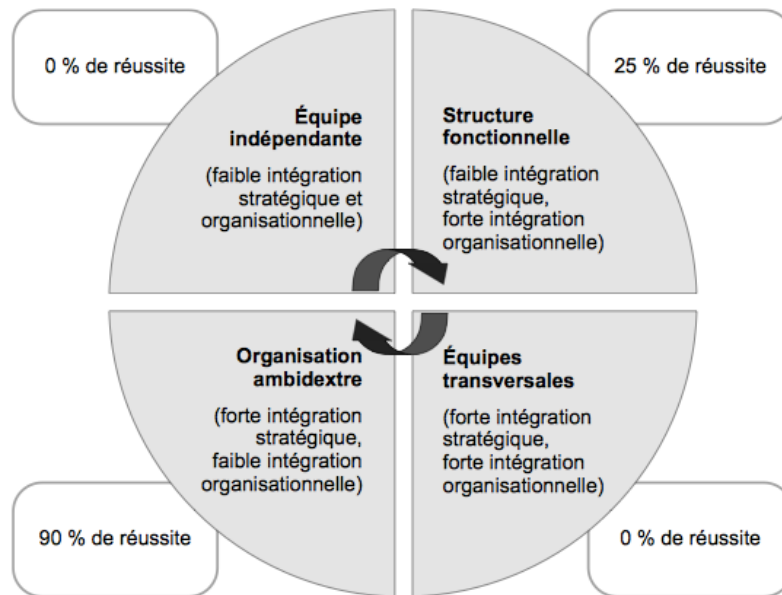 0 % de réussite
Équipe
indépendante
(faible intégration
stratégique et
organisationnelle)
25 % de réussite
Structure
fonctionnelle
(faible intégration
stratégique,
forte intégration
organisationnelle)
Organisation
ambidextre
(forte intégration
stratégique,
faible intégration
organisationnelle)
90 % de réussite
Équipes
transversales
(forte intégration
stratégique,
forte intégration
organisationnelle)
0 % de réussite